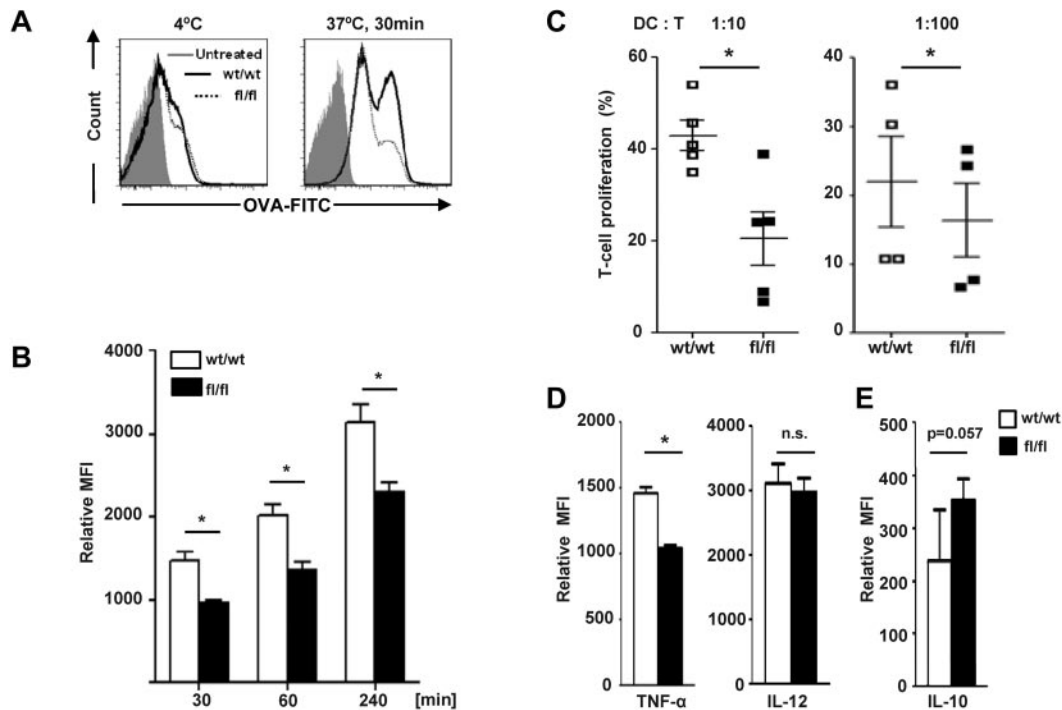 A
4ºC
37ºC, 30min
Untreated
wt/wt
fl/fl
Count
OVA-FITC
B
4000
3000
2000
1000
Relative MFI
wt/wt
fl/fl
*
*
*
30
60
240
[min]
C
DC : T
1:10
1:100
T-cell proliferation (%)
60
40
20
0
*
wt/wt
fl/fl
40
30
20
10
0
*
wt/wt
fl/fl
D
Relative MFI
2000
1500
1000
500
0
*
TNF-α
4000
3000
2000
1000
0
n.s.
IL-12
E
Relative MFI
500
400
300
200
100
0
p=0.057
IL-10
wt/wt
fl/fl